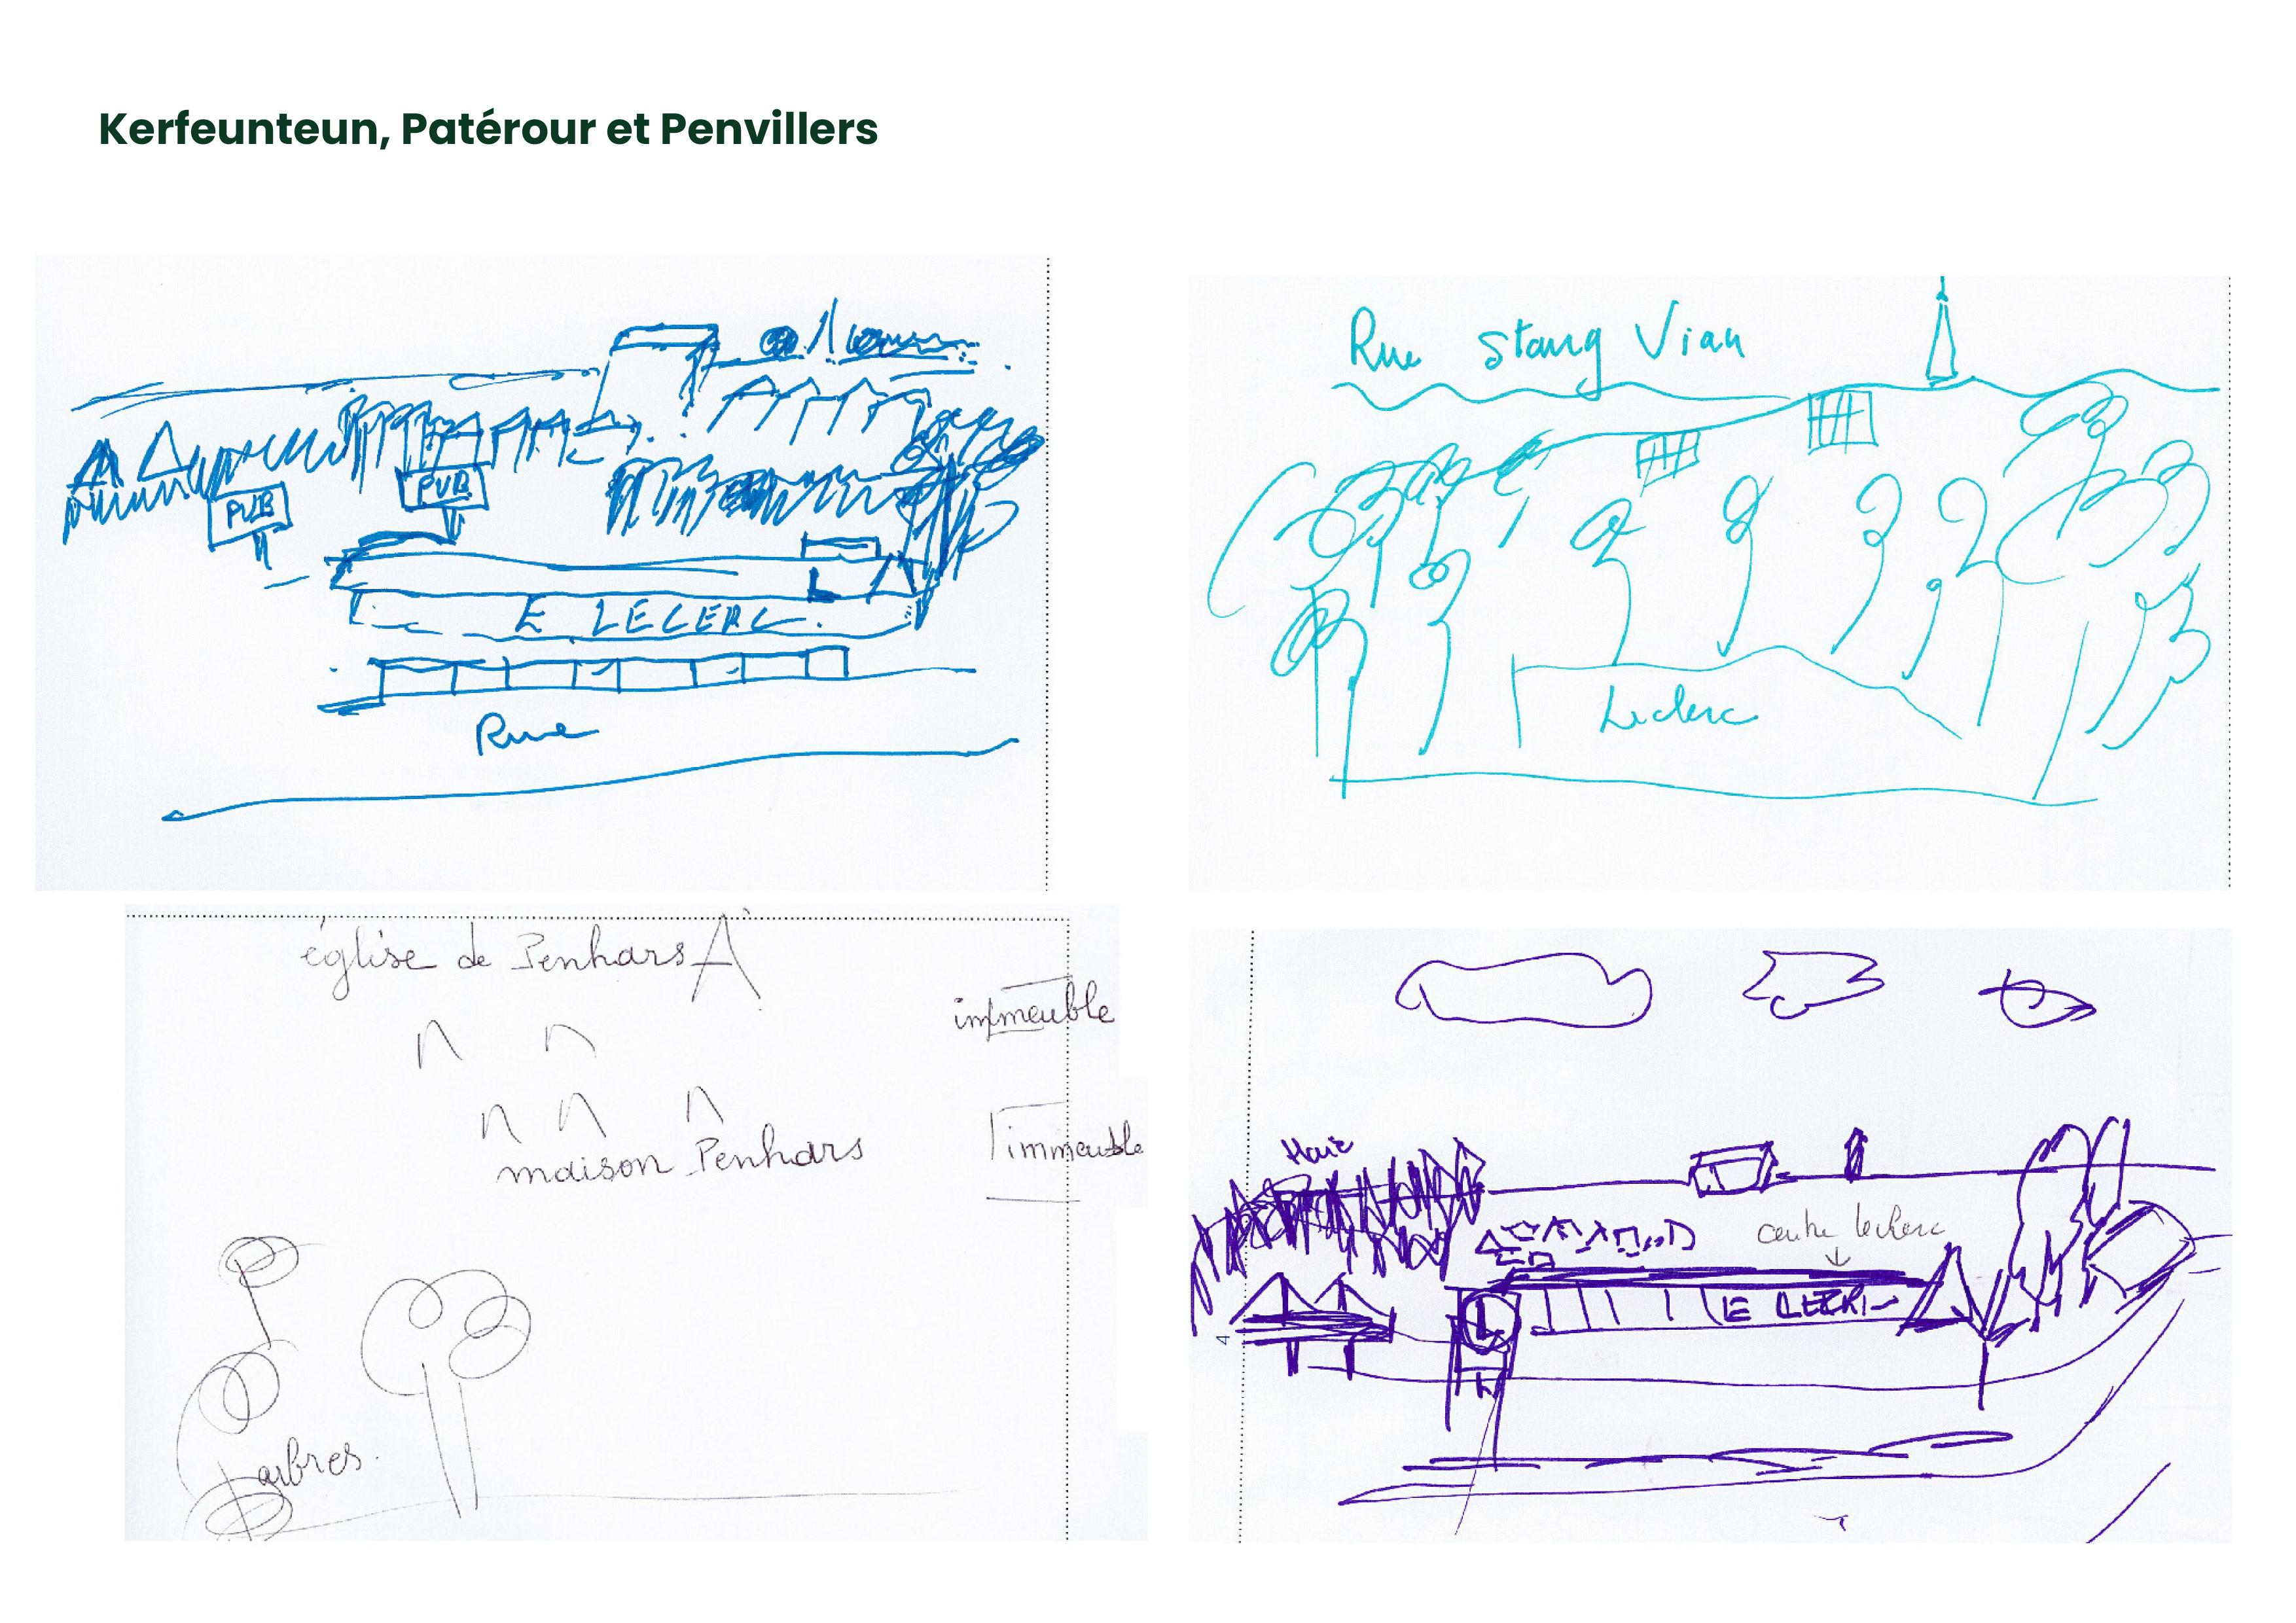 Kerfeunteun, Patérour et Penvillers
PUB
PUB
L
E LECLERC
Rue
Rue Stang Vian
Leclerc
église de Penhars
immeuble
maison Penhars
immeuble
arbres.
Haie
centre leclerc
L
4